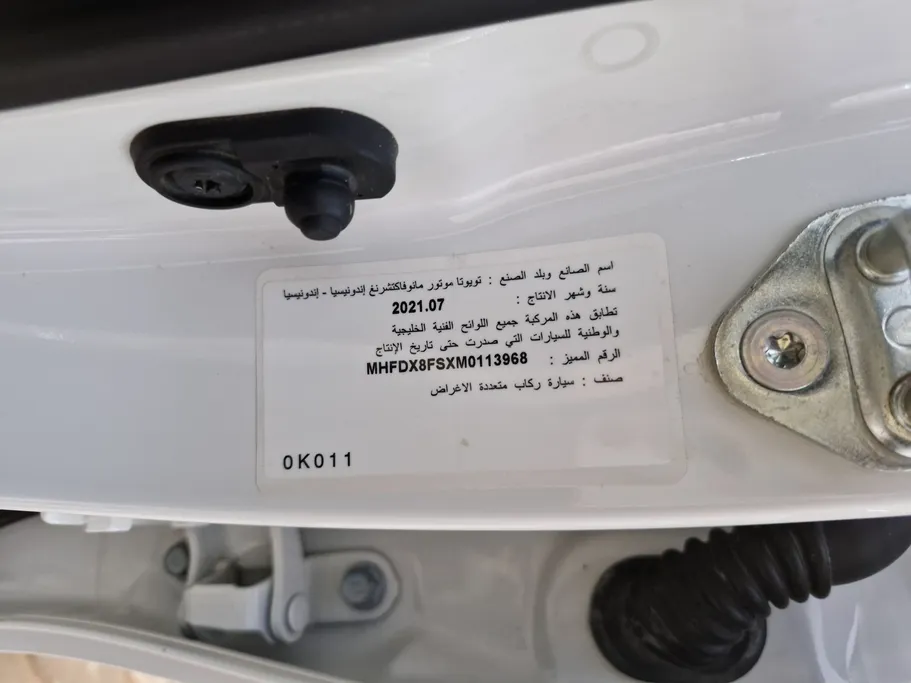 اسم الصانع وبلد الصنع : تويوتا موتور مانوفاكتشرنغ إندونيسيا - إندونيسيا
سنة وشهر الانتاج : 2021.07
تطابق هذه المركبة جميع اللوائح الفنية الخليجية
والوطنية للسيارات التي صدرت حتى تاريخ الإنتاج
الرقم المميز : MHFDX8FSXM0113968
صنف : سيارة ركاب متعددة الاغراض
0K011